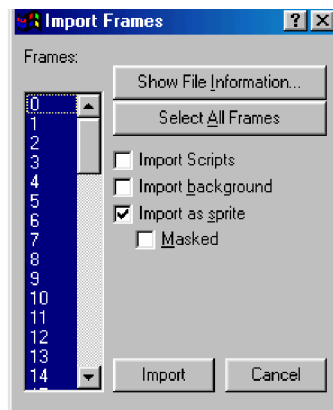 Import Frames
Frames:
Show File Information...
Select All Frames
0
1
2
3
4
5
6
7
8
9
10
11
12
13
14
Import Scripts
Import background
Import as sprite
Masked
Import
Cancel